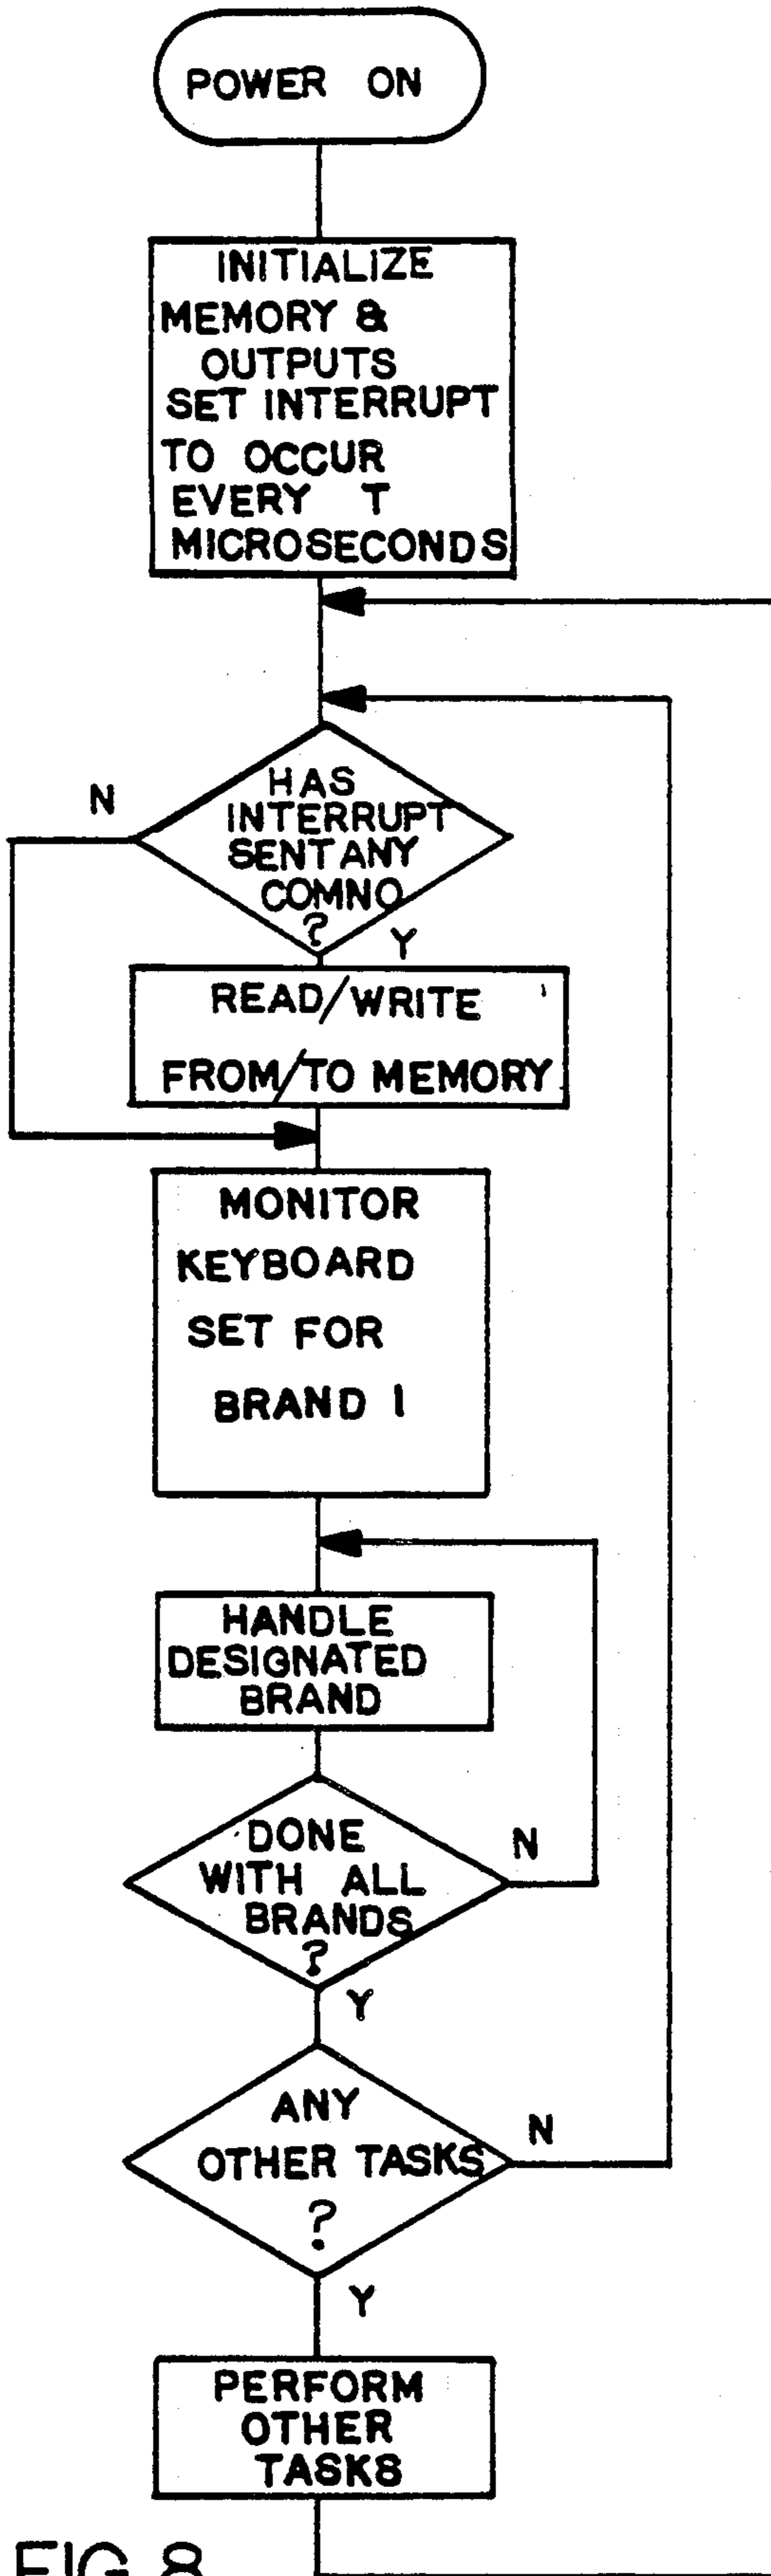 POWER ON
INITIALIZE
MEMORY &
OUTPUTS
SET INTERRUPT
TO OCCUR
EVERY T
MICROSECONDS
N
HAS
INTERRUPT
SENT ANY
COMNO
?
Y
READ/WRITE
FROM/TO MEMORY
MONITOR
KEYBOARD
SET FOR
BRAND 1
HANDLE
DESIGNATED
BRAND
DONE
WITH ALL
BRANDS
?
N
Y
ANY
OTHER TASKS
?
N
Y
PERFORM
OTHER
TASKS
FIG. 8